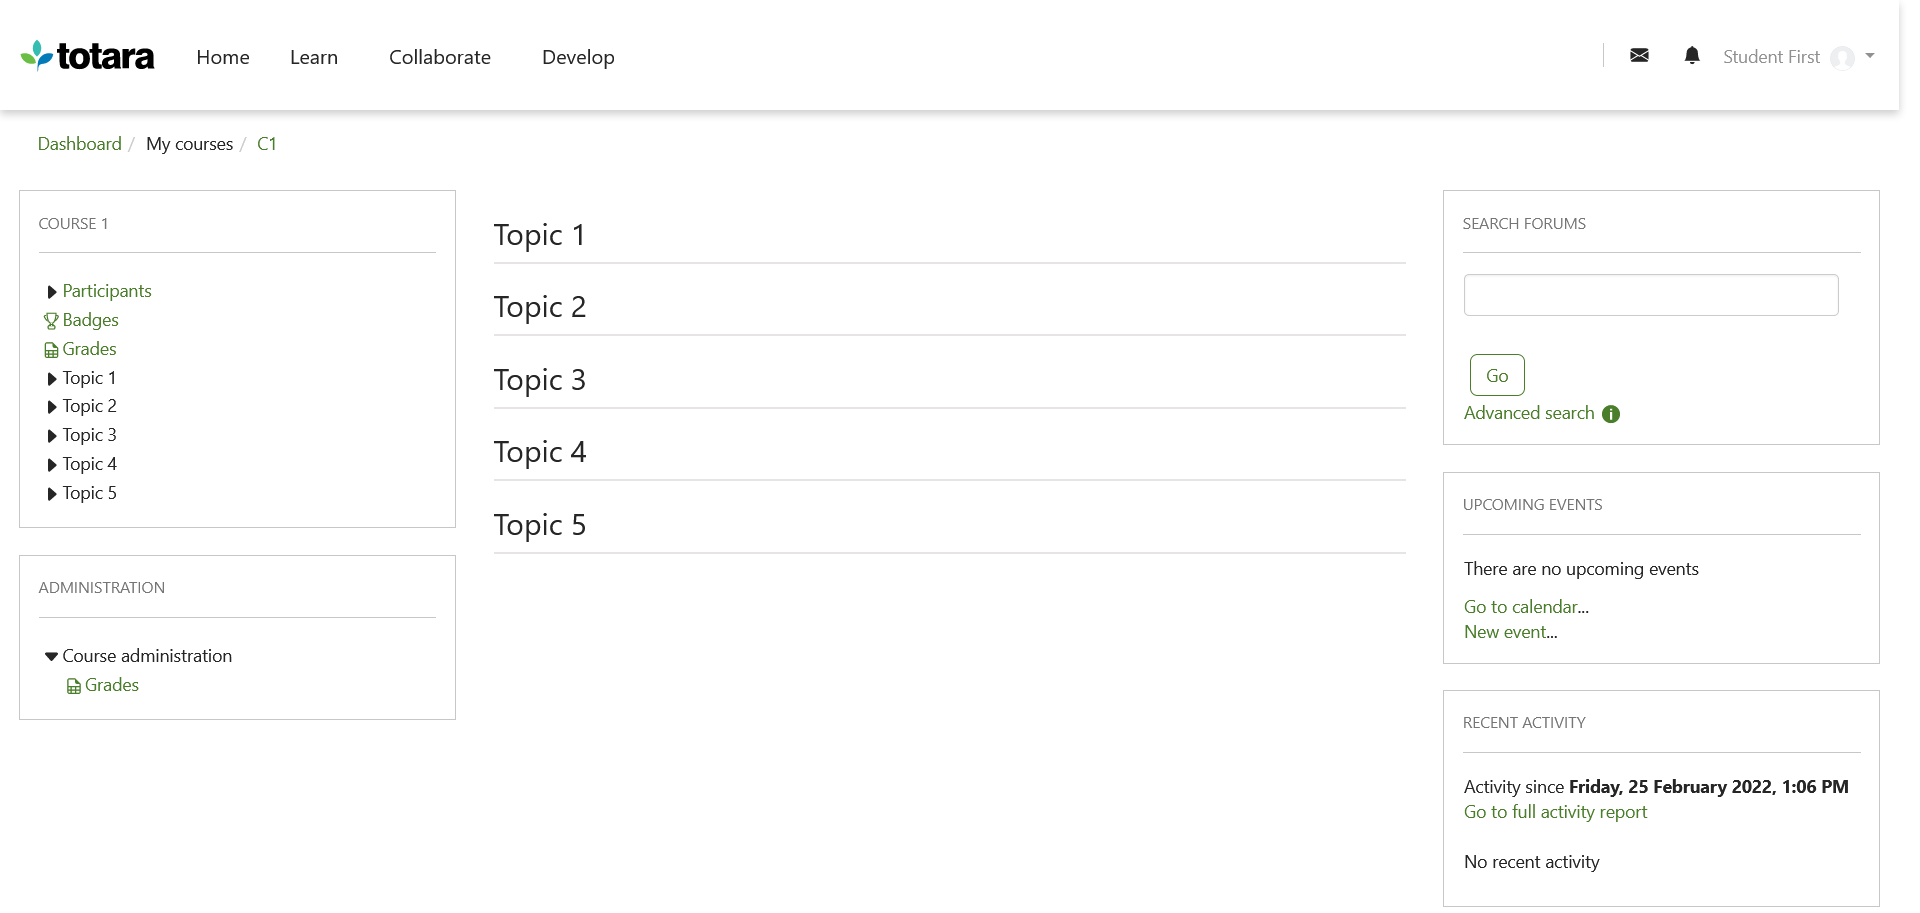 totara Home Learn Collaborate Develop Student First
Dashboard / My courses / C1
COURSE 1
Participants
Badges
Grades
Topic 1
Topic 2
Topic 3
Topic 4
Topic 5
ADMINISTRATION
Course administration
Grades
Topic 1
Topic 2
Topic 3
Topic 4
Topic 5
SEARCH FORUMS
Go
Advanced search
UPCOMING EVENTS
There are no upcoming events
Go to calendar...
New event...
RECENT ACTIVITY
Activity since Friday, 25 February 2022, 1:06 PM
Go to full activity report
No recent activity